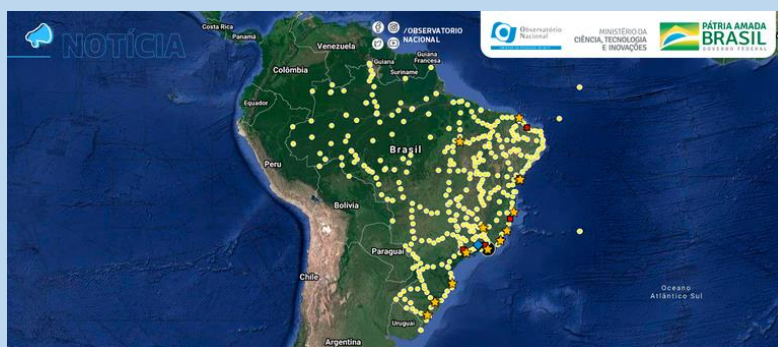 NOTÍCIA
/OBSERVATORIO
NACIONAL
Observatório
Nacional
MINISTÉRIO DA
CIÊNCIA, TECNOLOGIA
E INOVAÇÕES
PÁTRIA AMADA
BRASIL
GOVERNO FEDERAL
Costa Rica
Panamá
Venezuela
Guiana
Guiana
Francesa
Suriname
Colômbia
Equador
Brasil
Peru
Bolívia
Paraguai
Chile
Uruguai
Argentina
Oceano
Atlântico Sul